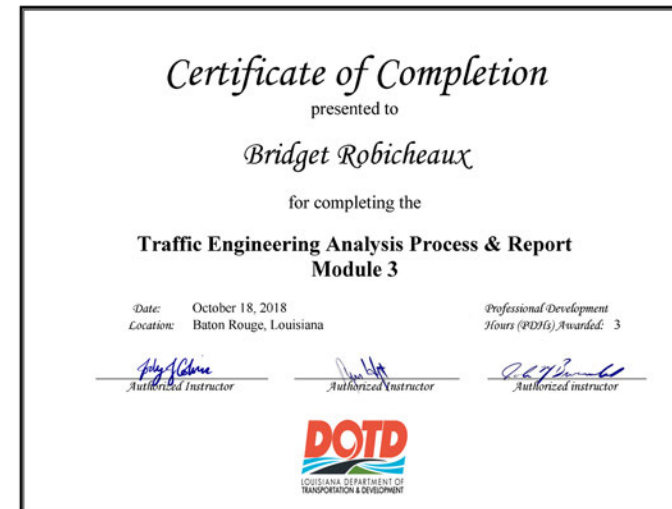 Certificate of Completion
presented to
Bridget Robicheaux
for completing the
Traffic Engineering Analysis Process & Report
Module 3
Date: October 18, 2018
Location: Baton Rouge, Louisiana
Professional Development
Hours (PDHs) Awarded: 3
Authorized Instructor
Authorized Instructor
Authorized instructor
DOTD
LOUISIANA DEPARTMENT OF
TRANSPORTATION & DEVELOPMENT